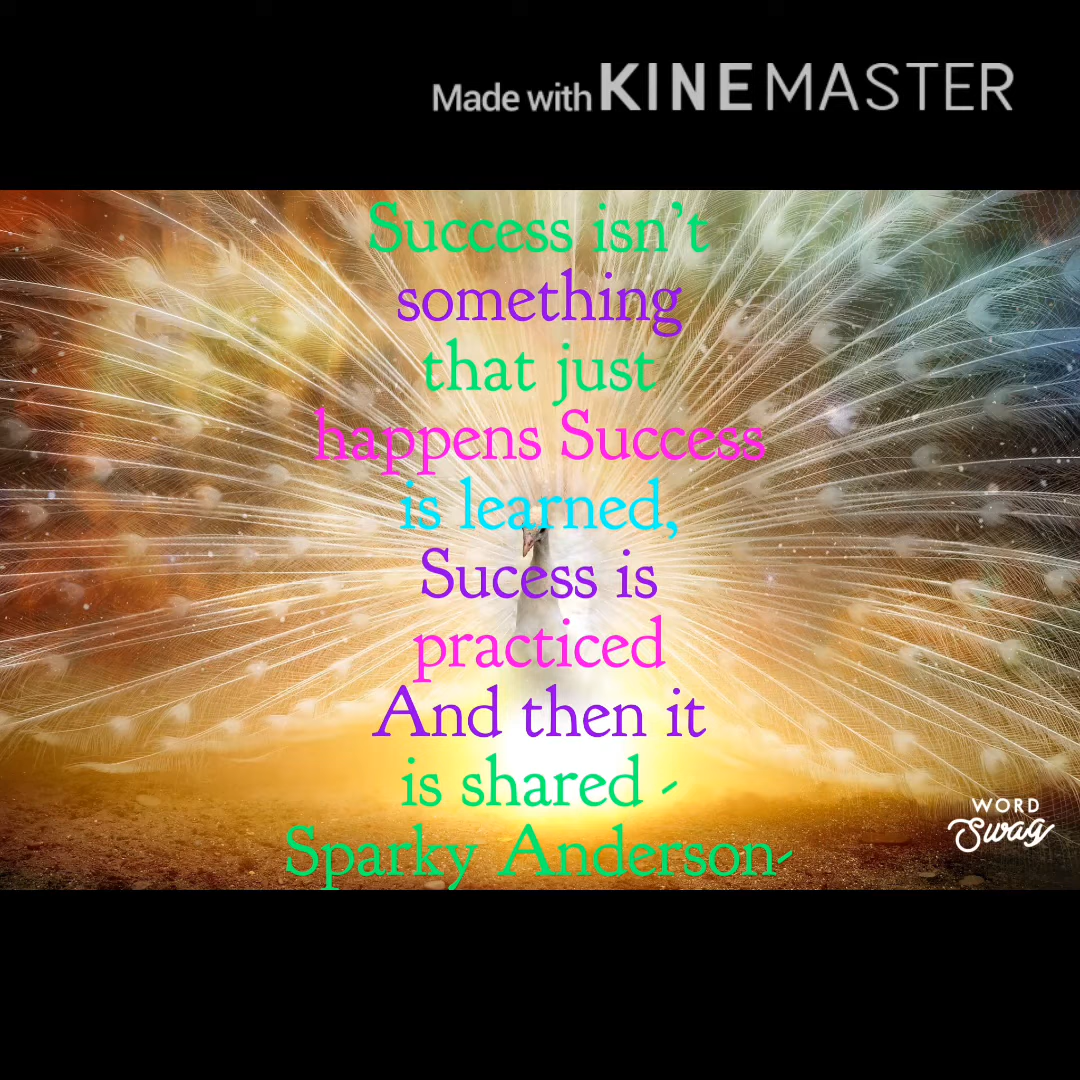 Made with KINEMASTER
Success isn't
something
that just
happens Success
is learned,
Sucess is
practiced
And then it
is shared -
Sparky Anderson-
WORD
Swag